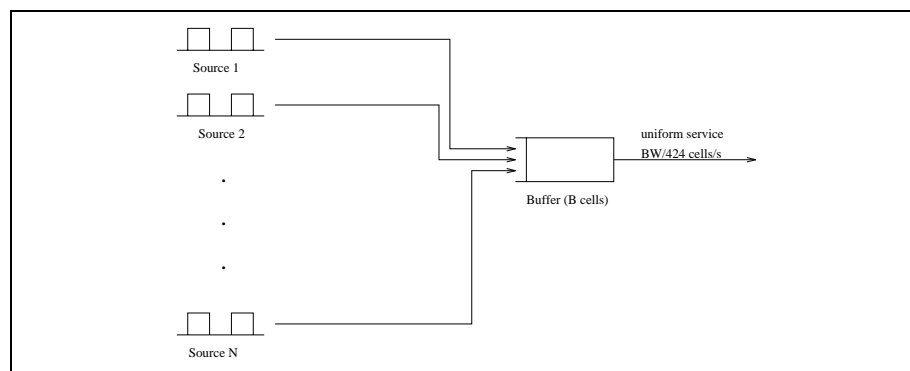 Source 1
Source 2
uniform service
BW/424 cells/s
Buffer (B cells)
Source N